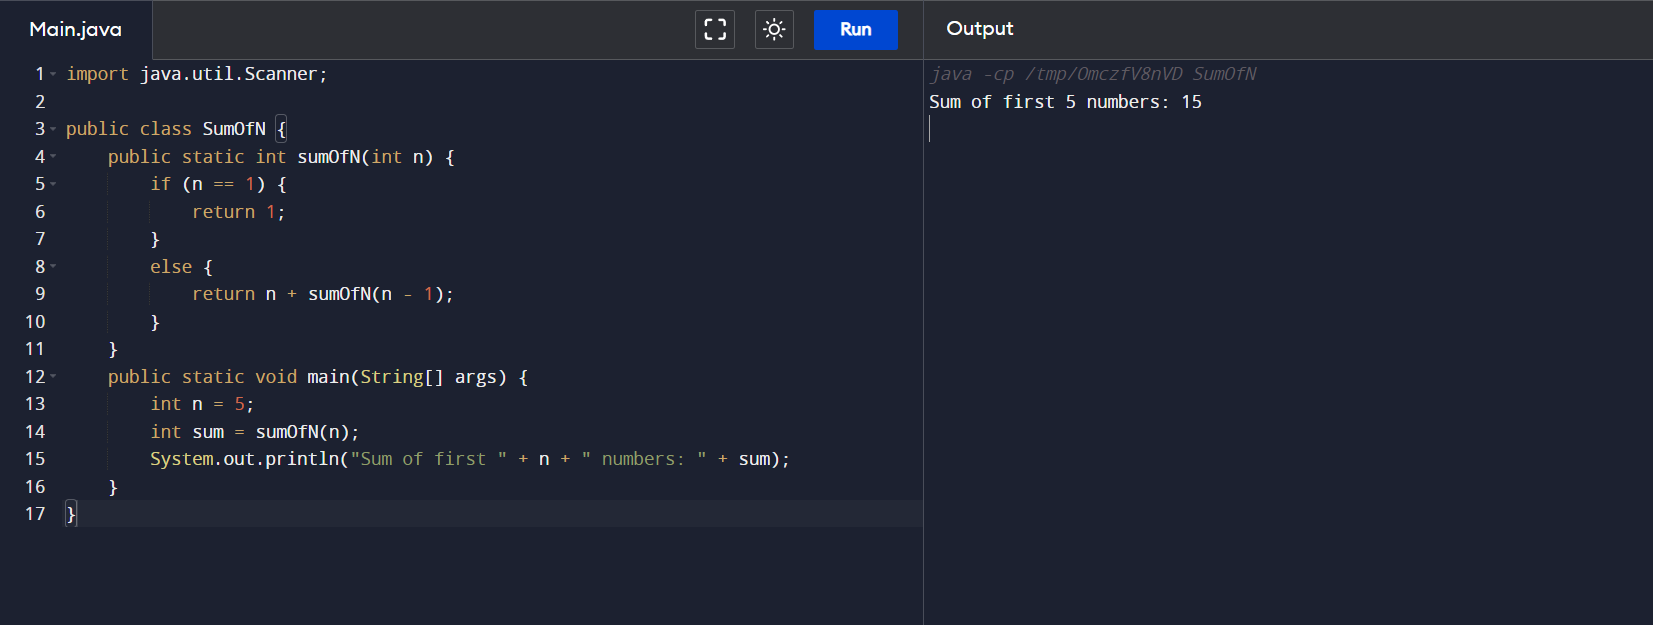 Main.java
Run
Output
1 import java.util.Scanner;
2
3 public class SumOfN {
4     public static int sumOfN(int n) {
5         if (n == 1) {
6             return 1;
7         }
8         else {
9             return n + sumOfN(n - 1);
10         }
11     }
12     public static void main(String[] args) {
13         int n = 5;
14         int sum = sumOfN(n);
15         System.out.println("Sum of first " + n + " numbers: " + sum);
16     }
17 }
java -cp /tmp/OmczfV8nVD SumOfN
Sum of first 5 numbers: 15